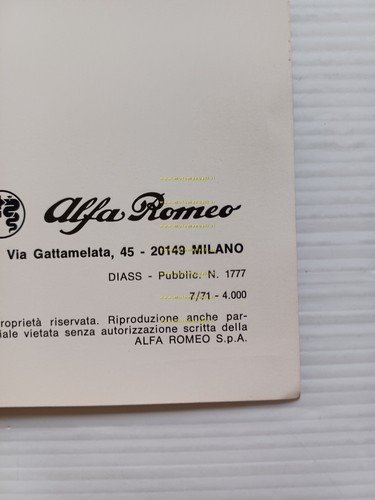 Alfa Romeo
Via Gattamelata, 45 - 20149 MILANO
DIASS - Pubblic. N. 1777
7/71 - 4.000
roprietà riservata. Riproduzione anche par-
iale vietata senza autorizzazione scritta della
ALFA ROMEO S.p.A.